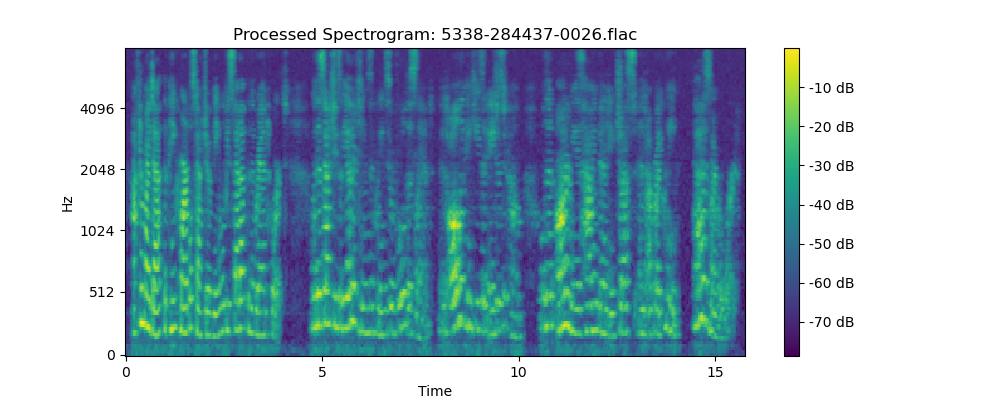 Processed Spectrogram: 5338-284437-0026.flac
4096
2048
1024
512
0
Hz
0 5 10 15
Time
-10 dB
-20 dB
-30 dB
-40 dB
-50 dB
-60 dB
-70 dB